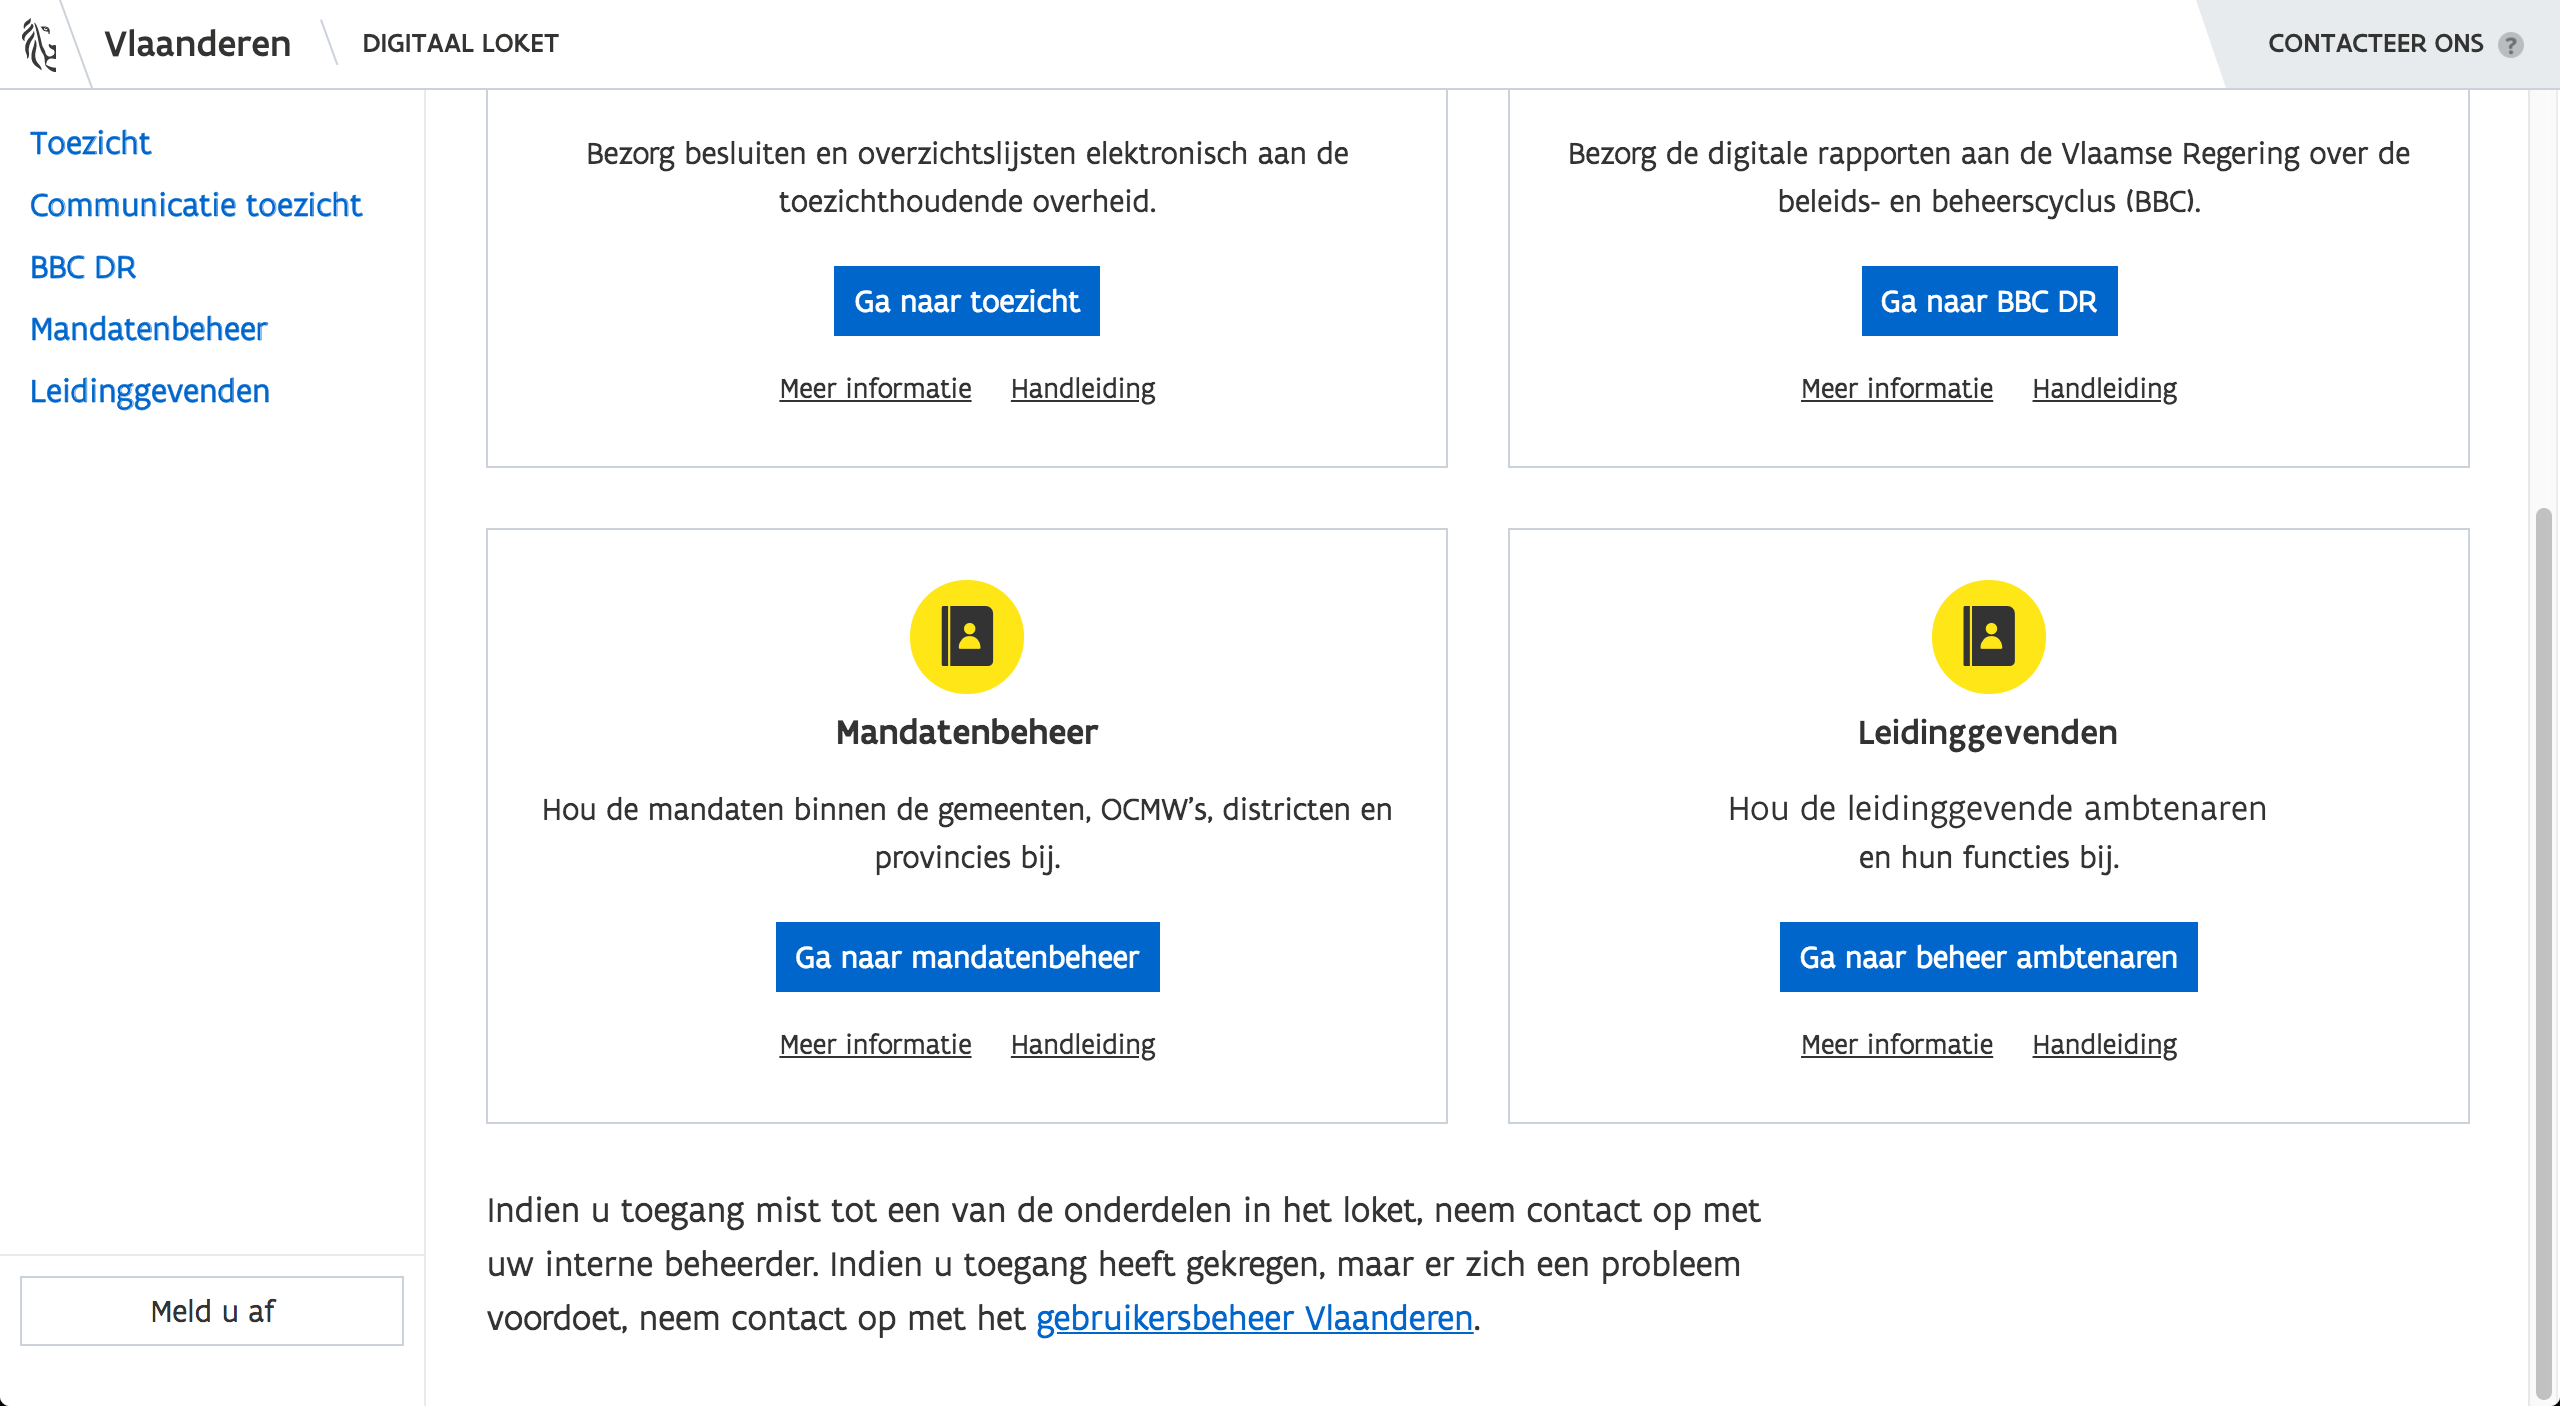 Vlaanderen
DIGITAAL LOKET
CONTACTEER ONS ?
Toezicht
Communicatie toezicht
BBC DR
Mandatenbeheer
Leidinggevenden
Meld u af
Bezorg besluiten en overzichtslijsten elektronisch aan de
toezichthoudende overheid.
Ga naar toezicht
Meer informatie Handleiding
Bezorg de digitale rapporten aan de Vlaamse Regering over de
beleids- en beheerscyclus (BBC).
Ga naar BBC DR
Meer informatie Handleiding
Mandatenbeheer
Hou de mandaten binnen de gemeenten, OCMW's, districten en
provincies bij.
Ga naar mandatenbeheer
Meer informatie Handleiding
Leidinggevenden
Hou de leidinggevende ambtenaren
en hun functies bij.
Ga naar beheer ambtenaren
Meer informatie Handleiding
Indien u toegang mist tot een van de onderdelen in het loket, neem contact op met
uw interne beheerder. Indien u toegang heeft gekregen, maar er zich een probleem
voordoet, neem contact op met het gebruikersbeheer Vlaanderen.